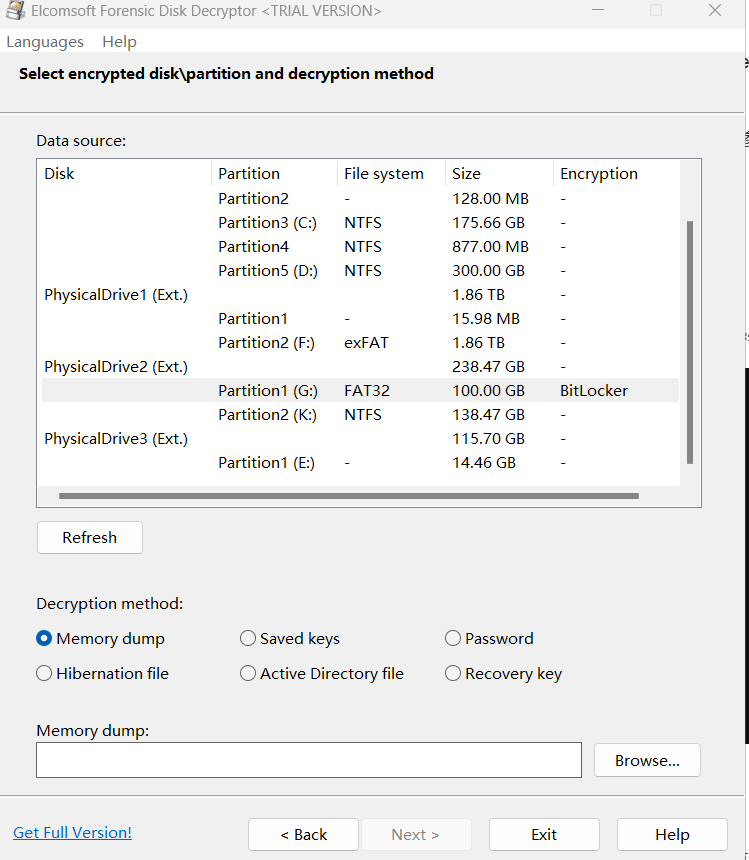 Elcomsoft Forensic Disk Decryptor <TRIAL VERSION>
Languages Help
Select encrypted disk\partition and decryption method
Data source:
Disk Partition File system Size Encryption
Partition2 - 128.00 MB -
Partition3 (C:) NTFS 175.66 GB -
Partition4 NTFS 877.00 MB -
Partition5 (D:) NTFS 300.00 GB -
PhysicalDrive1 (Ext.) 1.86 TB -
Partition1 - 15.98 MB -
Partition2 (F:) exFAT 1.86 TB -
PhysicalDrive2 (Ext.) 238.47 GB -
Partition1 (G:) FAT32 100.00 GB BitLocker
Partition2 (K:) NTFS 138.47 GB -
PhysicalDrive3 (Ext.) 115.70 GB -
Partition1 (E:) - 14.46 GB -
Refresh
Decryption method:
Memory dump Saved keys Password
Hibernation file Active Directory file Recovery key
Memory dump:
Browse...
Get Full Version! < Back Next > Exit Help